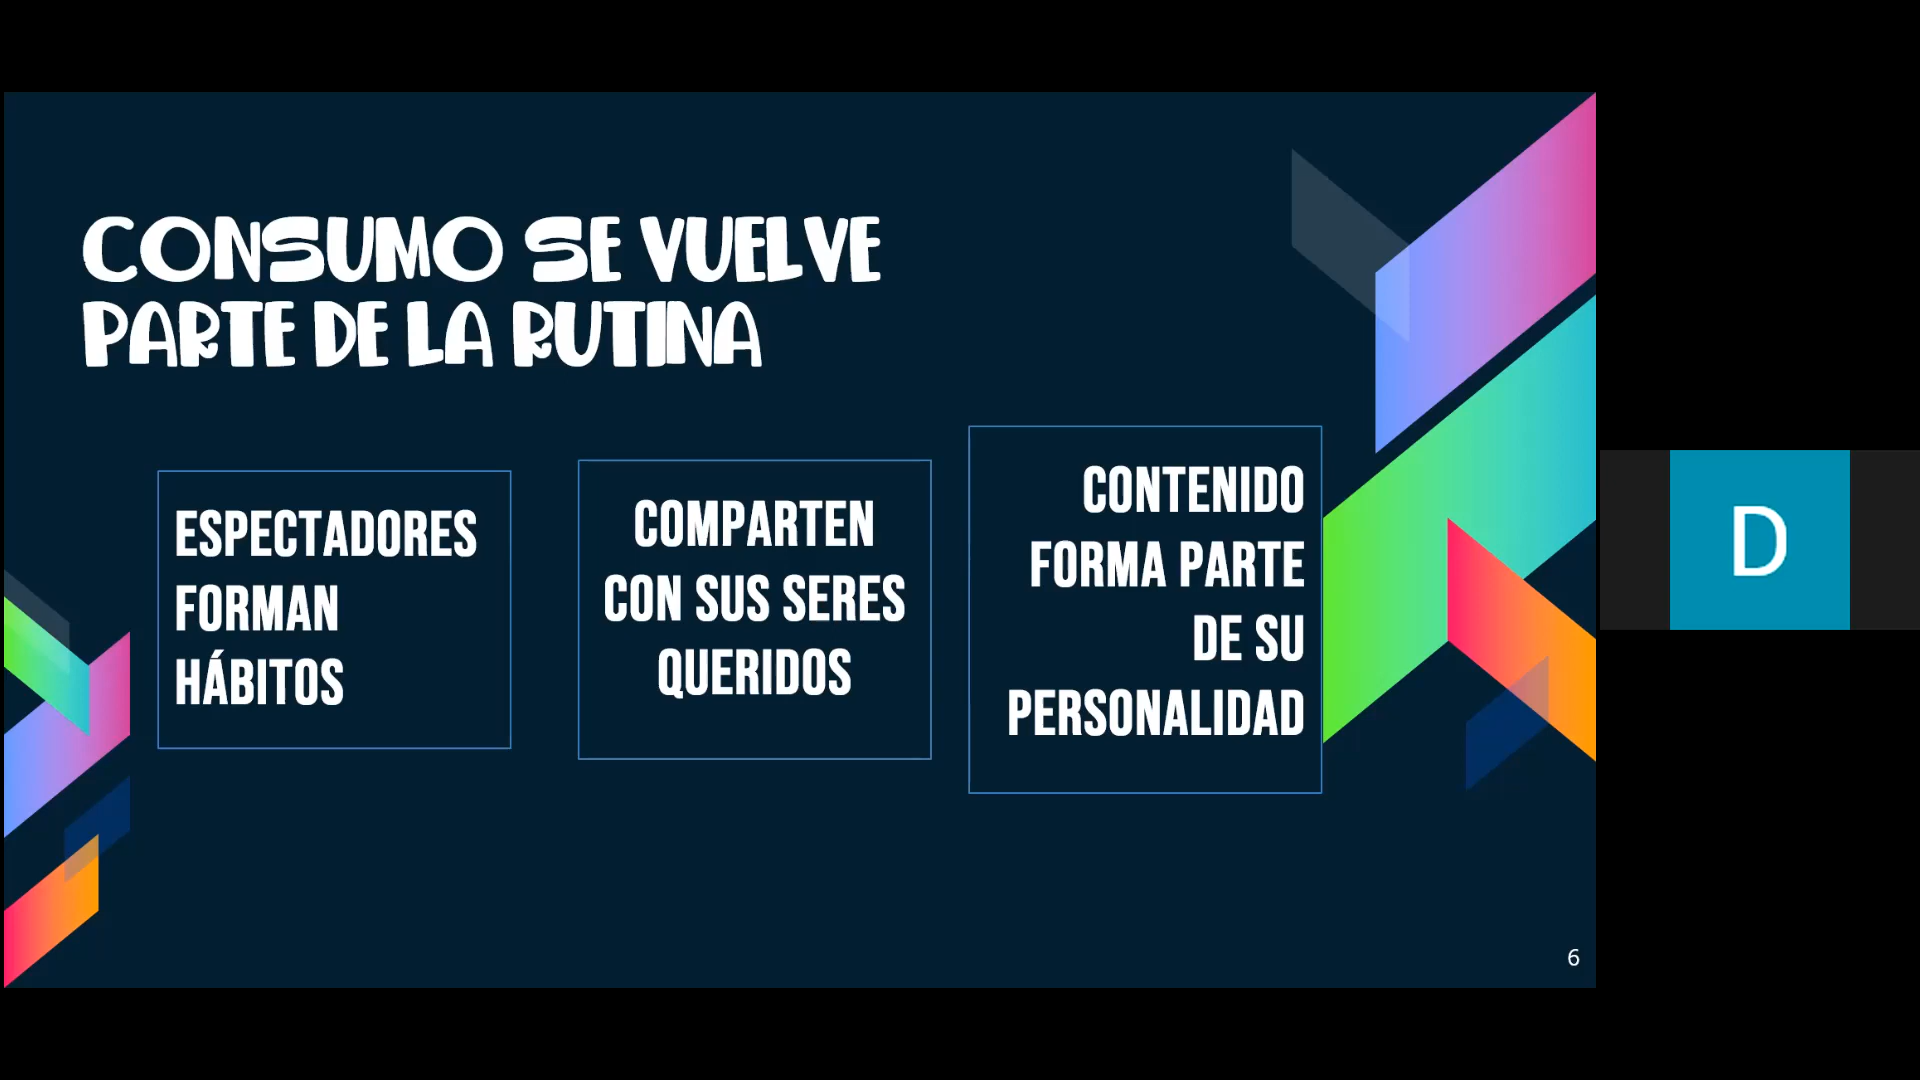 CONSUMO SE VUELVE
PARTE DE LA RUTINA
ESPECTADORES
FORMAN
HÁBITOS
COMPARTEN
CON SUS SERES
QUERIDOS
CONTENIDO
FORMA PARTE
DE SU
PERSONALIDAD
D
6